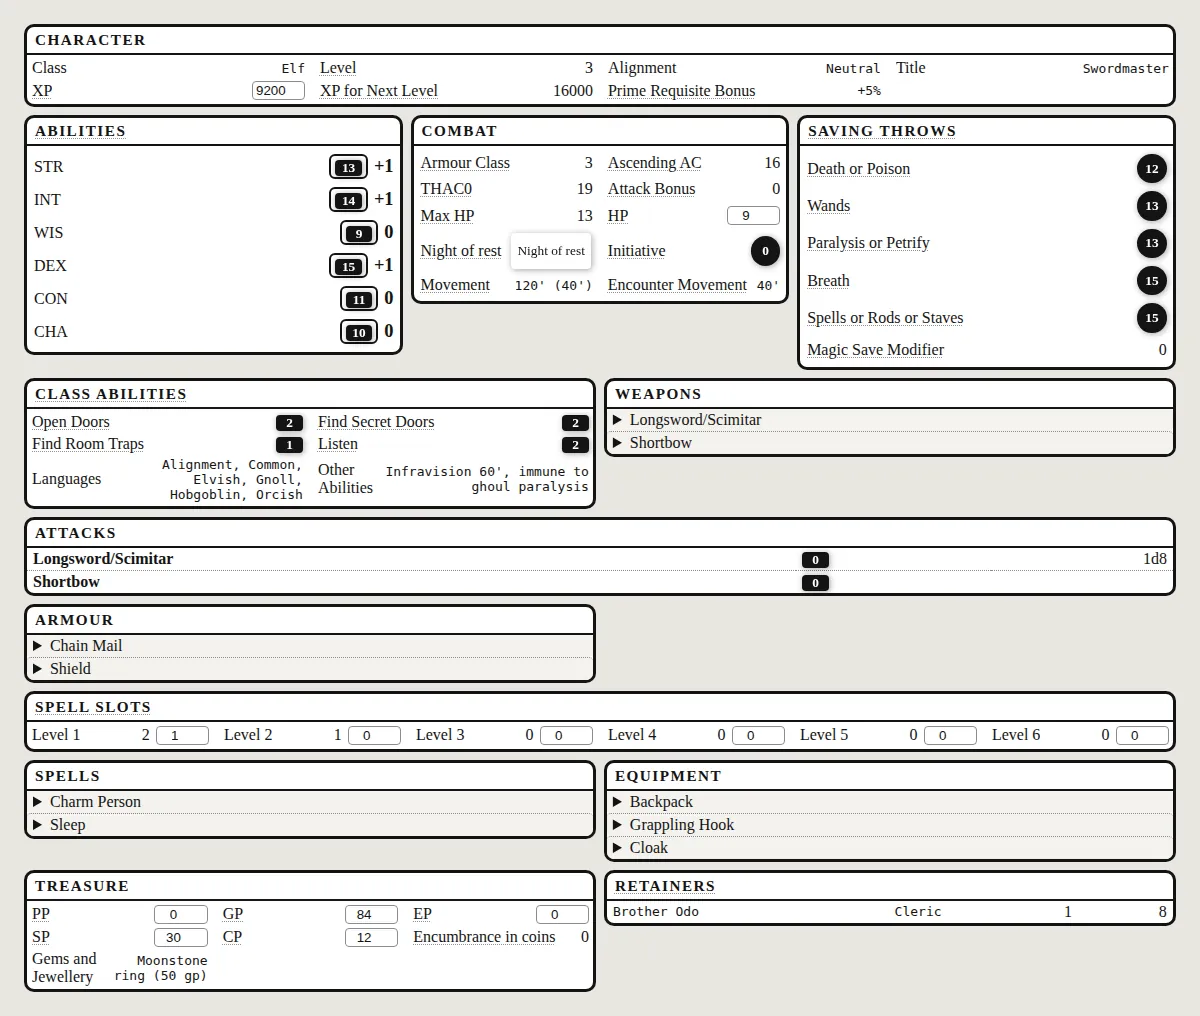 CHARACTER
Class Elf Level 3 Alignment Neutral Title Swordmaster
XP 9200 XP for Next Level 16000 Prime Requisite Bonus +5%
ABILITIES
STR 13 +1
INT 14 +1
WIS 9 0
DEX 15 +1
CON 11 0
CHA 10 0
COMBAT
Armour Class 3 Ascending AC 16
THAC0 19 Attack Bonus 0
Max HP 13 HP 9
Night of rest Night of rest Initiative 0
Movement 120' (40') Encounter Movement 40'
SAVING THROWS
Death or Poison 12
Wands 13
Paralysis or Petrify 13
Breath 15
Spells or Rods or Staves 15
Magic Save Modifier 0
CLASS ABILITIES
Open Doors 2 Find Secret Doors 2
Find Room Traps 1 Listen 2
Languages Alignment, Common,
Elvish, Gnoll,
Hobgoblin, Orcish
Other
Abilities
Infravision 60', immune to
ghoul paralysis
WEAPONS
Longsword/Scimitar
Shortbow
ATTACKS
Longsword/Scimitar 0 1d8
Shortbow 0
ARMOUR
Chain Mail
Shield
SPELL SLOTS
Level 1 2 1 Level 2 1 0 Level 3 0 0 Level 4 0 0 Level 5 0 0 Level 6 0 0
SPELLS
Charm Person
Sleep
EQUIPMENT
Backpack
Grappling Hook
Cloak
TREASURE
PP 0 GP 84 EP 0
SP 30 CP 12 Encumbrance in coins 0
Gems and
Jewellery
Moonstone
ring (50 gp)
RETAINERS
Brother Odo Cleric 1 8